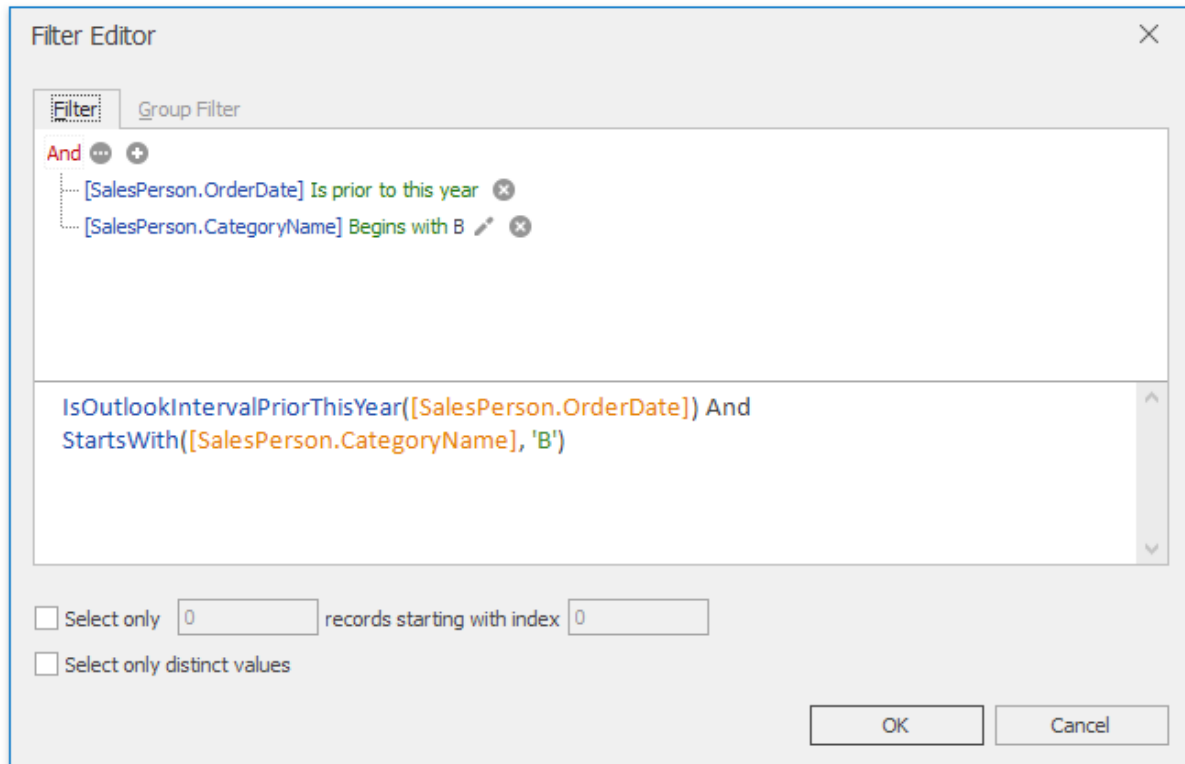 Filter Editor
Filter Group Filter
And
[SalesPerson.OrderDate] Is prior to this year
[SalesPerson.CategoryName] Begins with B
IsOutlookIntervalPriorThisYear([SalesPerson.OrderDate]) And
StartsWith([SalesPerson.CategoryName], 'B')
Select only 0 records starting with index 0
Select only distinct values
OK Cancel